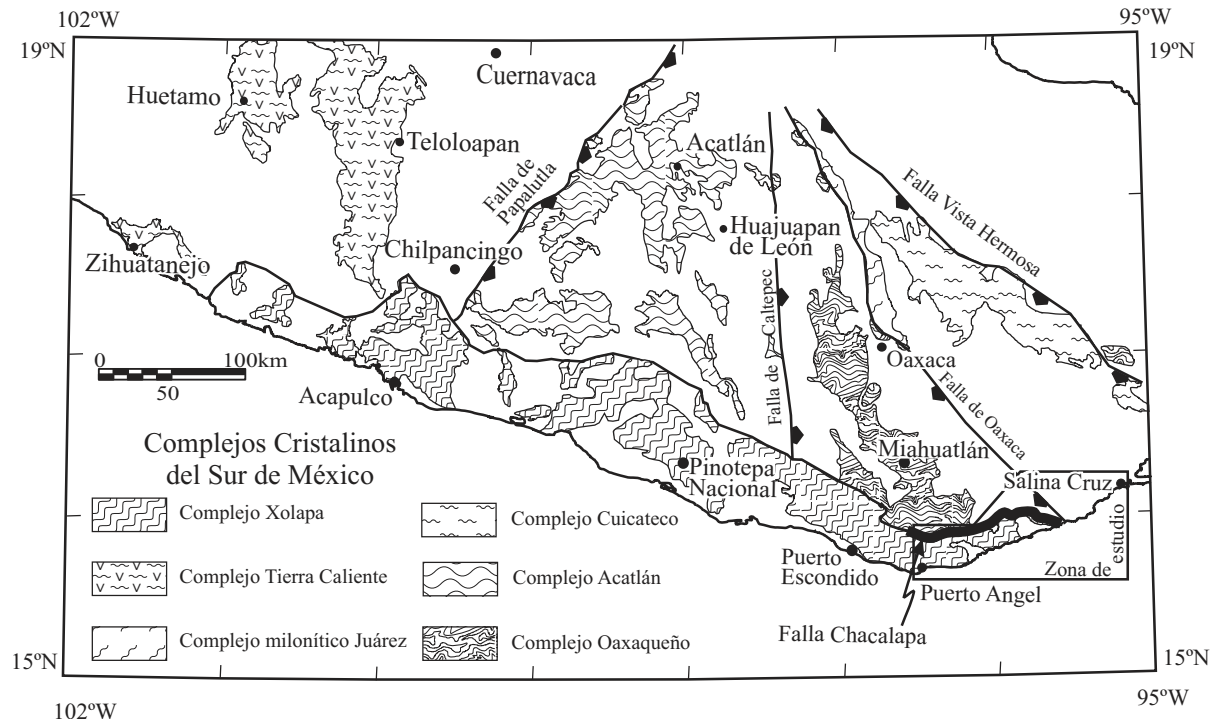 102ºW
95ºW
19ºN
19ºN
Cuernavaca
Huetamo
Teloloapan
Acatlán
Falla de
Papalutla
Falla Vista Hermosa
Huajuapan
de León
Chilpancingo
Zihuatanejo
Falla de Caltepec
0
100km
50
Oaxaca
Acapulco
Falla de Oaxaca
Complejos Cristalinos
del Sur de México
Miahuatlán
Pinotepa
Nacional
Salina Cruz
Complejo Xolapa
Complejo Cuicateco
Zona de
estudio
Puerto
Escondido
Complejo Tierra Caliente
Complejo Acatlán
Puerto Angel
Falla Chacalapa
Complejo milonítico Juárez
Complejo Oaxaqueño
15ºN
15ºN
102ºW
95ºW